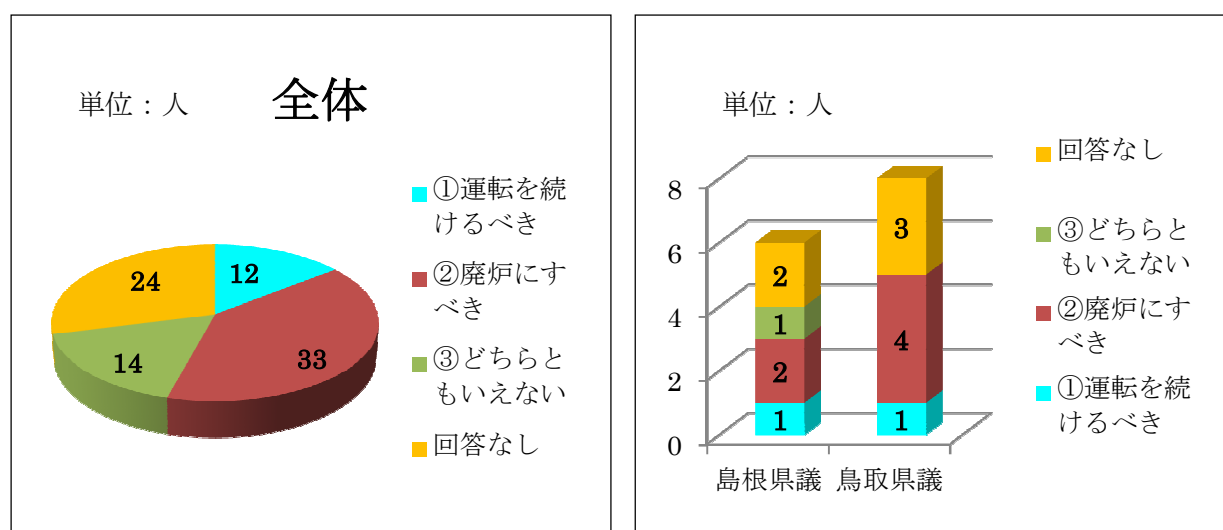 単位：人
全体
12
33
14
24
①運転を続
けるべき
②廃炉にす
べき
③どちらと
もいえない
回答なし
単位：人
8
6
4
2
0
2
1
2
1
3
4
1
島根県議
鳥取県議
回答なし
③どちらと
もいえない
②廃炉にす
べき
①運転を続
けるべき